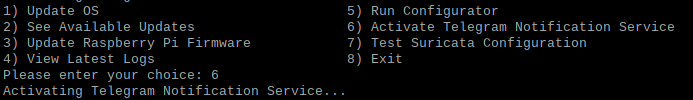 1) Update OS 5) Run Configurator
2) See Available Updates 6) Activate Telegram Notification Service
3) Update Raspberry Pi Firmware 7) Test Suricata Configuration
4) View Latest Logs 8) Exit
Please enter your choice: 6
Activating Telegram Notification Service...